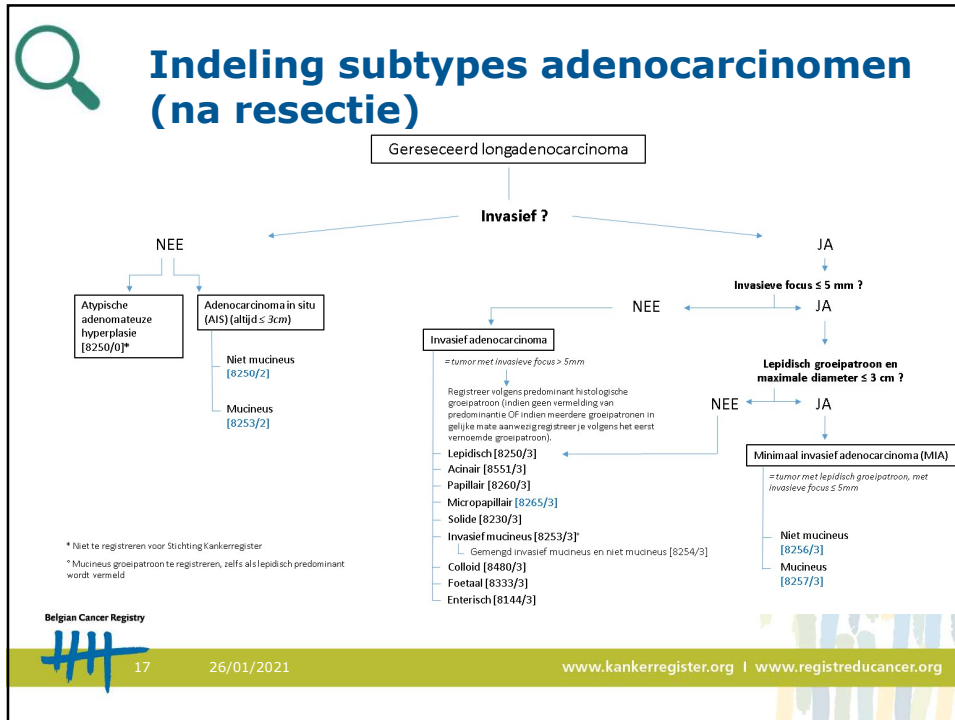 Indeling subtypes adenocarcinomen
(na resectie)
Gereseceerd longadenocarcinoma
Invasief ?
NEE
JA
Atypische
adenomateuze
hyperplasie
[8250/0]*
Adenocarcinoma in situ
(AIS) (altijd ≤ 3cm)
Niet mucineus
[8250/2]
Mucineus
[8253/2]
Invasieve focus ≤ 5 mm ?
NEE
JA
Invasief adenocarcinoma
= tumor met invasieve focus > 5mm
Registreer volgens predominant histologische
groeipatroon (indien geen vermelding van
predominantie OF indien meerdere groeipatronen in
gelijke mate aanwezig registreer je volgens het eerst
vernoemde groeipatroon).
Lepidisch [8250/3]
Acinair [8551/3]
Papillair [8260/3]
Micropapillair [8265/3]
Solide [8230/3]
Invasief mucineus [8253/3]°
Gemengd invasief mucineus en niet mucineus [8254/3]
Colloid [8480/3]
Foetaal [8333/3]
Enterisch [8144/3]
Lepidisch groeipatroon en
maximale diameter ≤ 3 cm ?
NEE
JA
Minimaal invasief adenocarcinoma (MIA)
= tumor met lepidisch groeipatroon, met
invasieve focus ≤ 5mm
Niet mucineus
[8256/3]
Mucineus
[8257/3]
* Niet te registreren voor Stichting Kankerregister
° Mucineus groeipatroon te registreren, zelfs als lepidisch predominant
wordt vermeld
Belgian Cancer Registry
17
26/01/2021
www.kankerregister.org I www.registreducancer.org